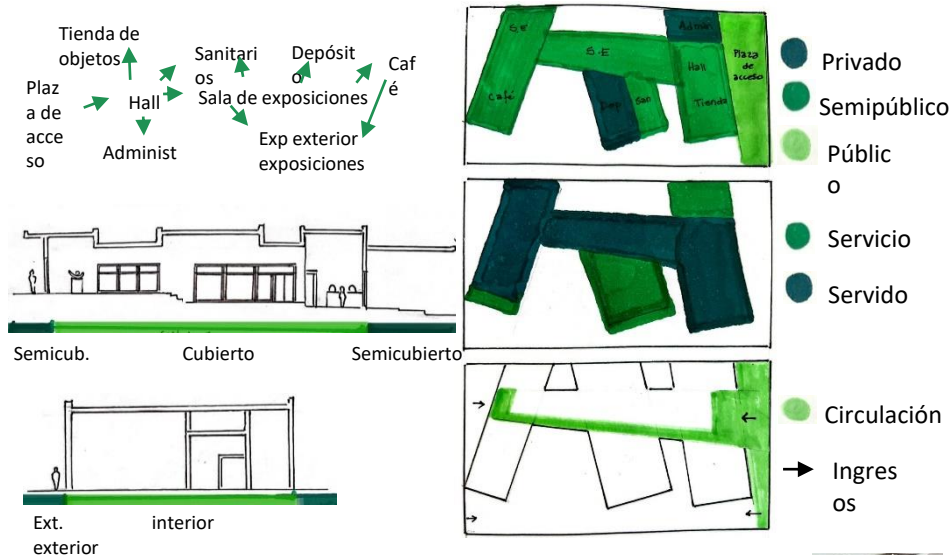 Tienda de
objetos
Sanitari
os
Depósit
o
Caf
é
Plaz
a de
acce
so
Hall
Sala de exposiciones
Administ
Exp exterior
exposiciones
Café
S.E
Dep
San
Admin
Hall
Tienda
Plaza
de
acceso
Privado
Semipúblico
Públic
o
Servicio
Servido
Semicub.
Cubierto
Semicubierto
Circulación
Ingres
os
Ext.
interior
exterior